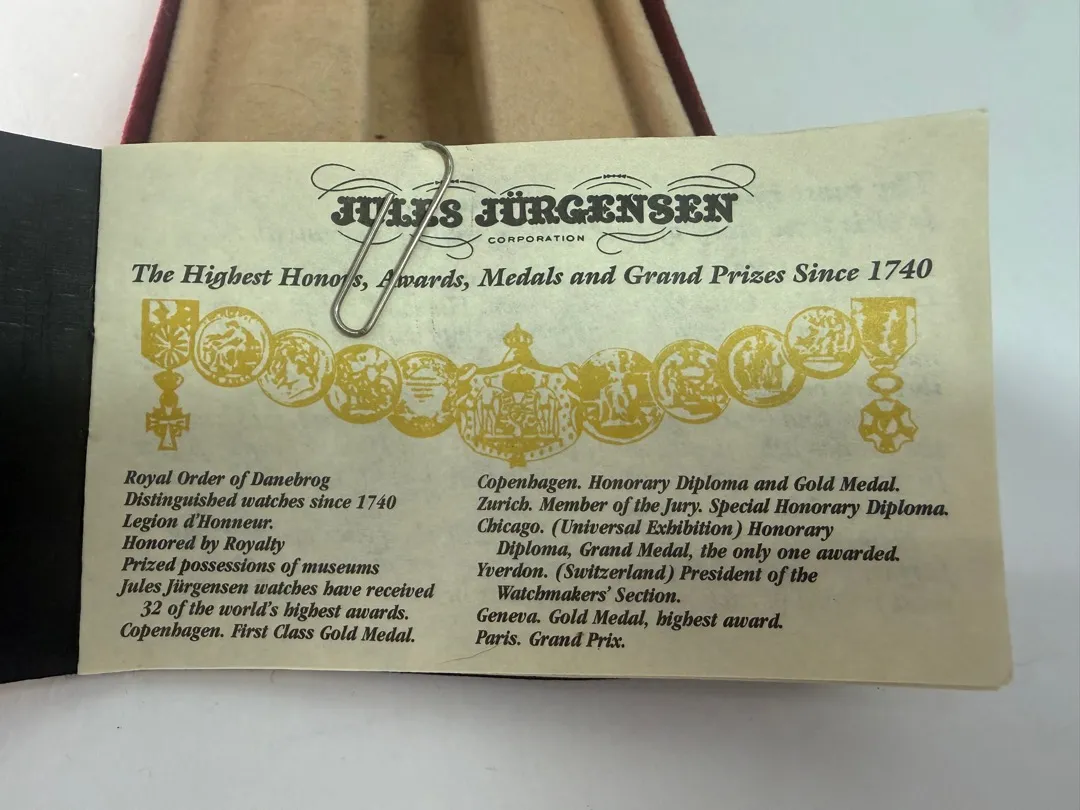 JULES JÜRGENSEN
CORPORATION
The Highest Honors, Awards, Medals and Grand Prizes Since 1740
Royal Order of Danebrog
Distinguished watches since 1740
Legion d'Honneur.
Honored by Royalty
Prized possessions of museums
Jules Jürgensen watches have received
32 of the world's highest awards.
Copenhagen. First Class Gold Medal.
Copenhagen. Honorary Diploma and Gold Medal.
Zurich. Member of the Jury. Special Honorary Diploma.
Chicago. (Universal Exhibition) Honorary
Diploma, Grand Medal, the only one awarded.
Yverdon. (Switzerland) President of the
Watchmakers' Section.
Geneva. Gold Medal, highest award.
Paris. Grand Prix.